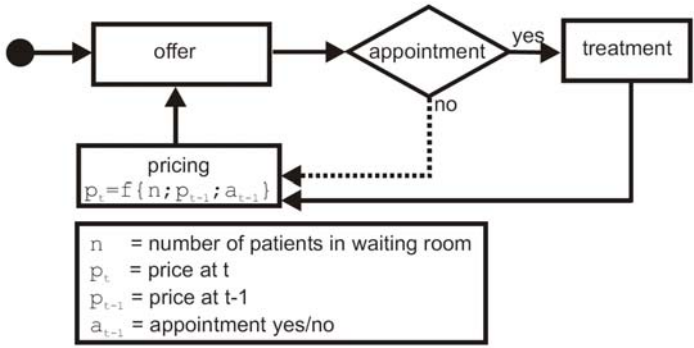 offer
appointment
yes
treatment
no
pricing
pₜ=f{n;pₜ₋₁;aₜ₋₁}
n = number of patients in waiting room
pₜ = price at t
pₜ₋₁ = price at t-1
aₜ₋₁ = appointment yes/no